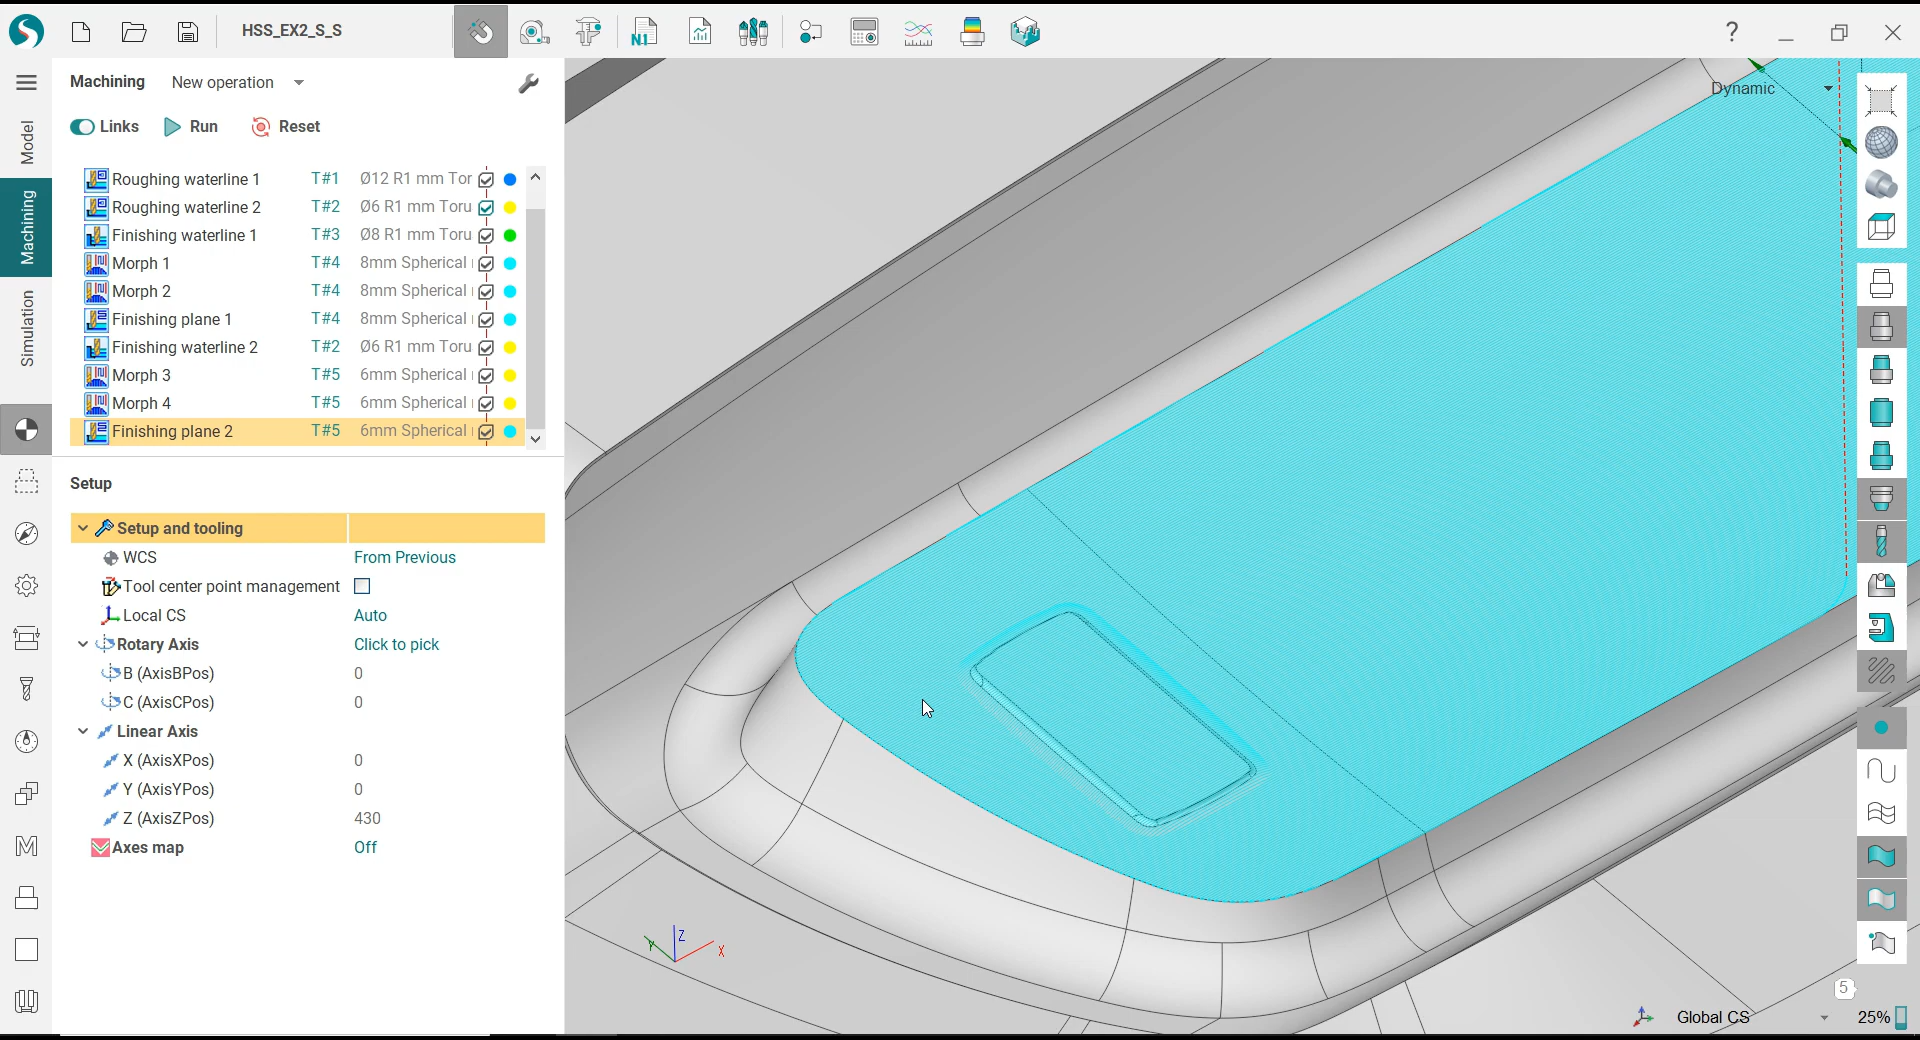 HSS_EX2_S_S
N1
?
Machining New operation
Links Run Reset
Model
Machining
Simulation
Roughing waterline 1 T#1 Ø12 R1 mm Tor
Roughing waterline 2 T#2 Ø6 R1 mm Toru
Finishing waterline 1 T#3 Ø8 R1 mm Toru
Morph 1 T#4 8mm Spherical
Morph 2 T#4 8mm Spherical
Finishing plane 1 T#4 8mm Spherical
Finishing waterline 2 T#2 Ø6 R1 mm Toru
Morph 3 T#5 6mm Spherical
Morph 4 T#5 6mm Spherical
Finishing plane 2 T#5 6mm Spherical
Setup
Setup and tooling
WCS From Previous
Tool center point management
Local CS Auto
Rotary Axis Click to pick
B (AxisBPos) 0
C (AxisCPos) 0
Linear Axis
X (AxisXPos) 0
Y (AxisYPos) 0
Z (AxisZPos) 430
Axes map Off
Dynamic
Y Z X
5
Global CS 25%